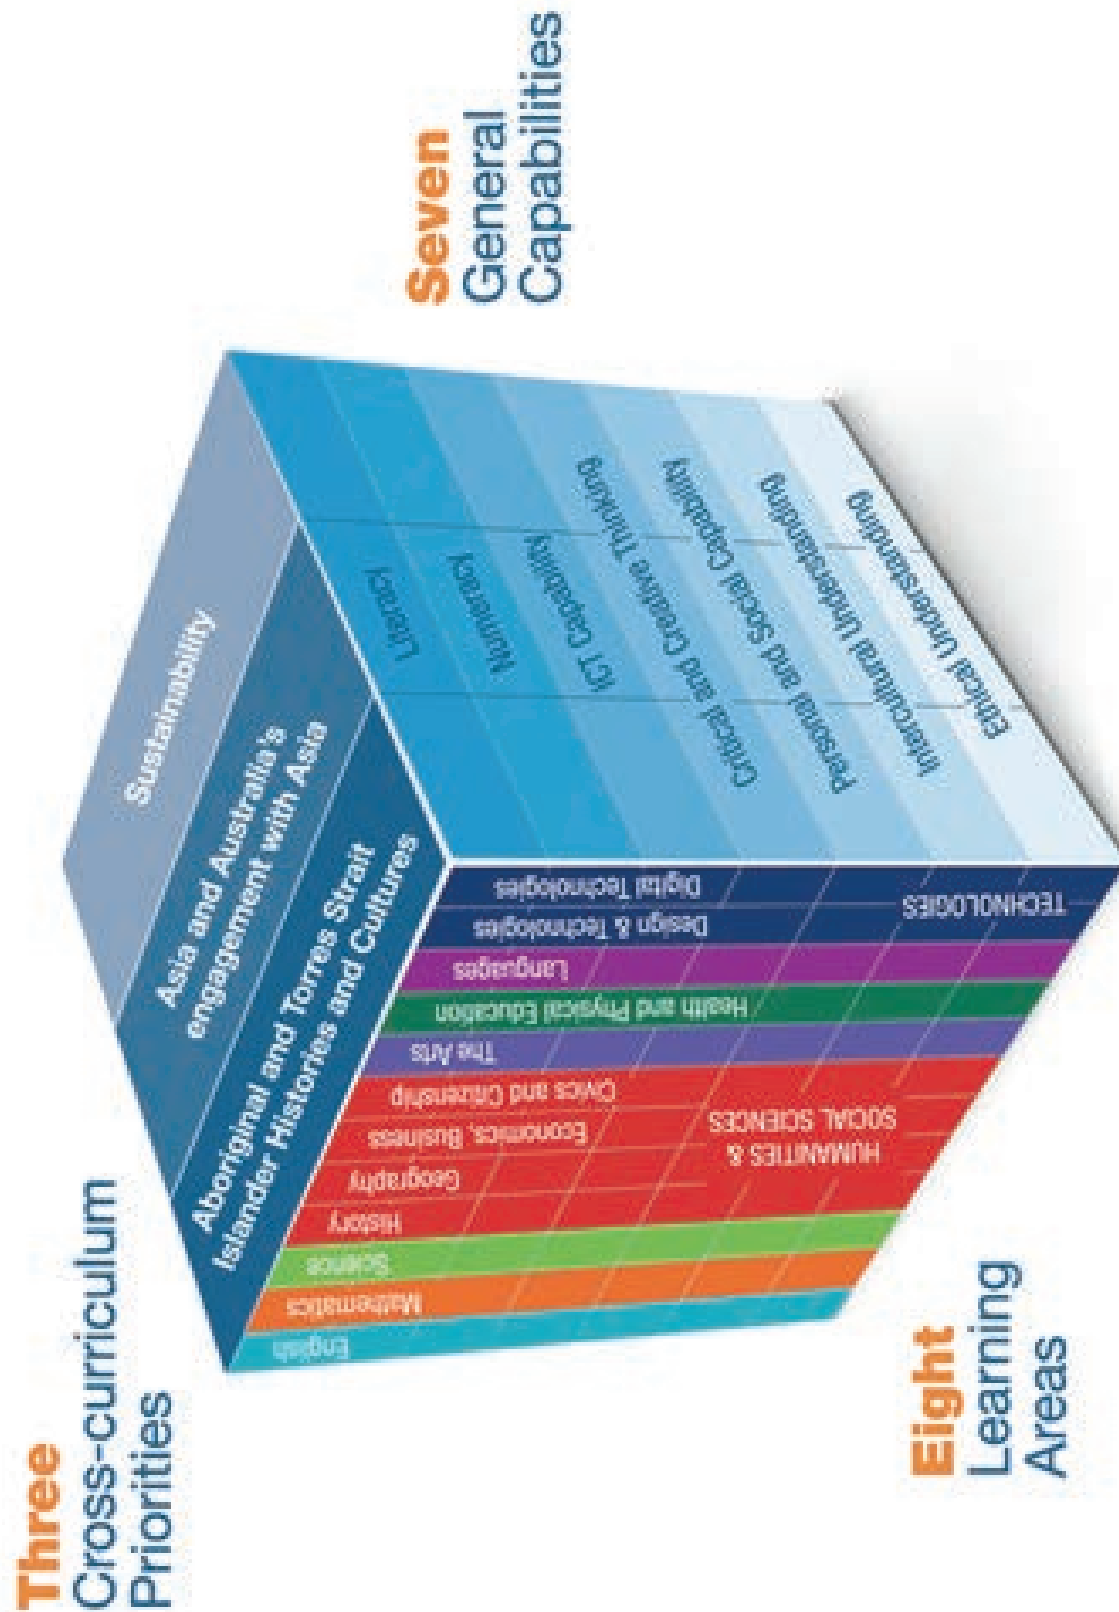 Three
Cross-curriculum
Priorities
Sustainability
Asia and Australia's
engagement with Asia
Aboriginal and Torres Strait
Islander Histories and Cultures
Seven
General
Capabilities
Literacy
Numeracy
ICT Capability
Critical and Creative Thinking
Personal and Social Capability
Intercultural Understanding
Ethical Understanding
Eight
Learning
Areas
English
Mathematics
Science
History
Geography
Economics, Business
Civics and Citizenship
HUMANITIES &
SOCIAL SCIENCES
The Arts
Health and Physical Education
Languages
Design & Technologies
Digital Technologies
TECHNOLOGIES